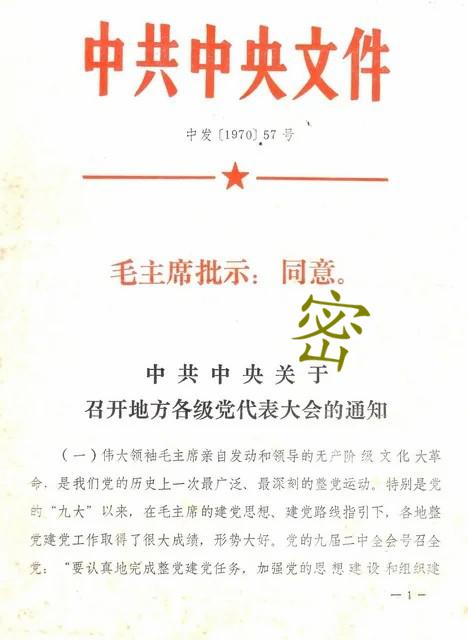 中共中央文件
中发〔1970〕57号
毛主席批示：同意。
密
中共中央关于
召开地方各级党代表大会的通知
（一）伟大领袖毛主席亲自发动和领导的无产阶级文化大革
命，是我们党的历史上一次最广泛、最深刻的整党运动。特别是党
的“九大”以来，在毛主席的建党思想、建党路线指引下，各地整
党建党工作取得了很大成绩，形势大好。党的九届二中全会号召全
党：“要认真地完成整党建党任务，加强党的思想建设和组织建
—1—